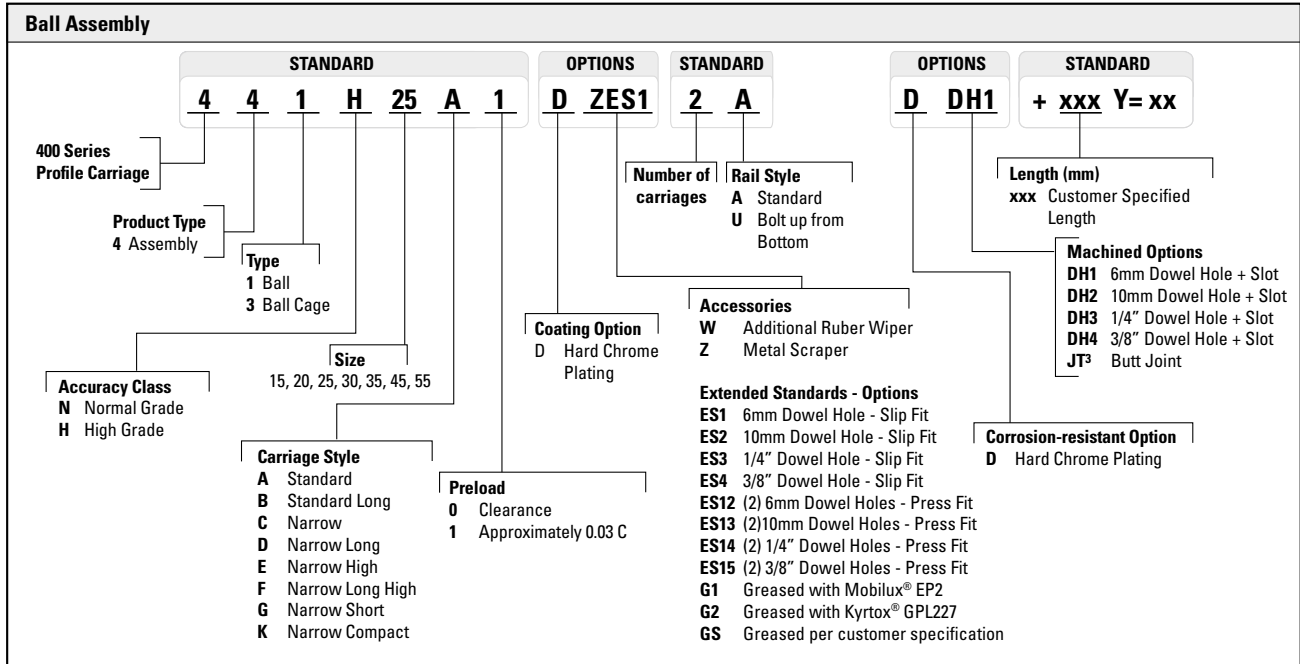 Ball Assembly
STANDARD
OPTIONS
STANDARD
OPTIONS
STANDARD
4 4 1 H 25 A 1 D ZES1 2 A D DH1 + xxx Y= xx
400 Series
Profile Carriage
Product Type
4 Assembly
Type
1 Ball
3 Ball Cage
Size
15, 20, 25, 30, 35, 45, 55
Accuracy Class
N Normal Grade
H High Grade
Carriage Style
A Standard
B Standard Long
C Narrow
D Narrow Long
E Narrow High
F Narrow Long High
G Narrow Short
K Narrow Compact
Preload
0 Clearance
1 Approximately 0.03 C
Coating Option
D Hard Chrome
Plating
Number of
carriages
Rail Style
A Standard
U Bolt up from
Bottom
Accessories
W Additional Ruber Wiper
Z Metal Scraper
Extended Standards - Options
ES1 6mm Dowel Hole - Slip Fit
ES2 10mm Dowel Hole - Slip Fit
ES3 1/4” Dowel Hole - Slip Fit
ES4 3/8” Dowel Hole - Slip Fit
ES12 (2) 6mm Dowel Holes - Press Fit
ES13 (2)10mm Dowel Holes - Press Fit
ES14 (2) 1/4” Dowel Holes - Press Fit
ES15 (2) 3/8” Dowel Holes - Press Fit
G1 Greased with Mobilux® EP2
G2 Greased with Kyrtox® GPL227
GS Greased per customer specification
Length (mm)
xxx Customer Specified
Length
Machined Options
DH1 6mm Dowel Hole + Slot
DH2 10mm Dowel Hole + Slot
DH3 1/4” Dowel Hole + Slot
DH4 3/8” Dowel Hole + Slot
JT³ Butt Joint
Corrosion-resistant Option
D Hard Chrome Plating